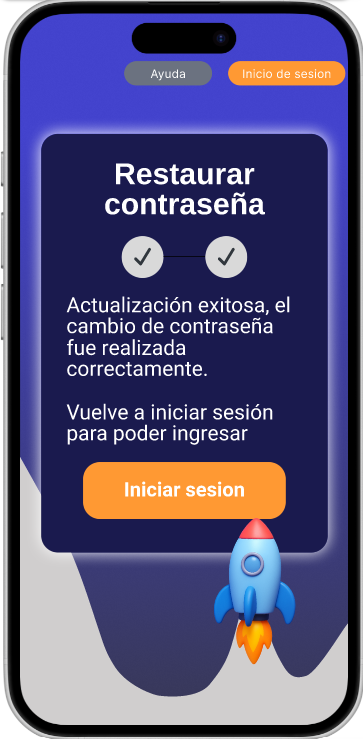 Ayuda
Inicio de sesion
Restaurar
contraseña
Actualización exitosa, el
cambio de contraseña
fue realizada
correctamente.
Vuelve a iniciar sesión
para poder ingresar
Iniciar sesion